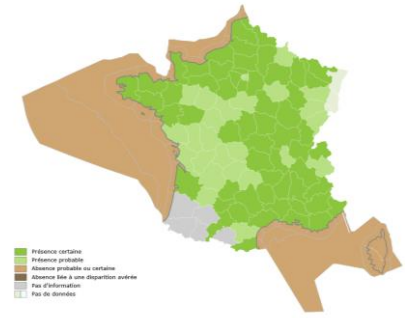 Présence certaine
Présence probable
Absence probable ou certaine
Absence liée à une disparition avérée
Pas d'information
Pas de données